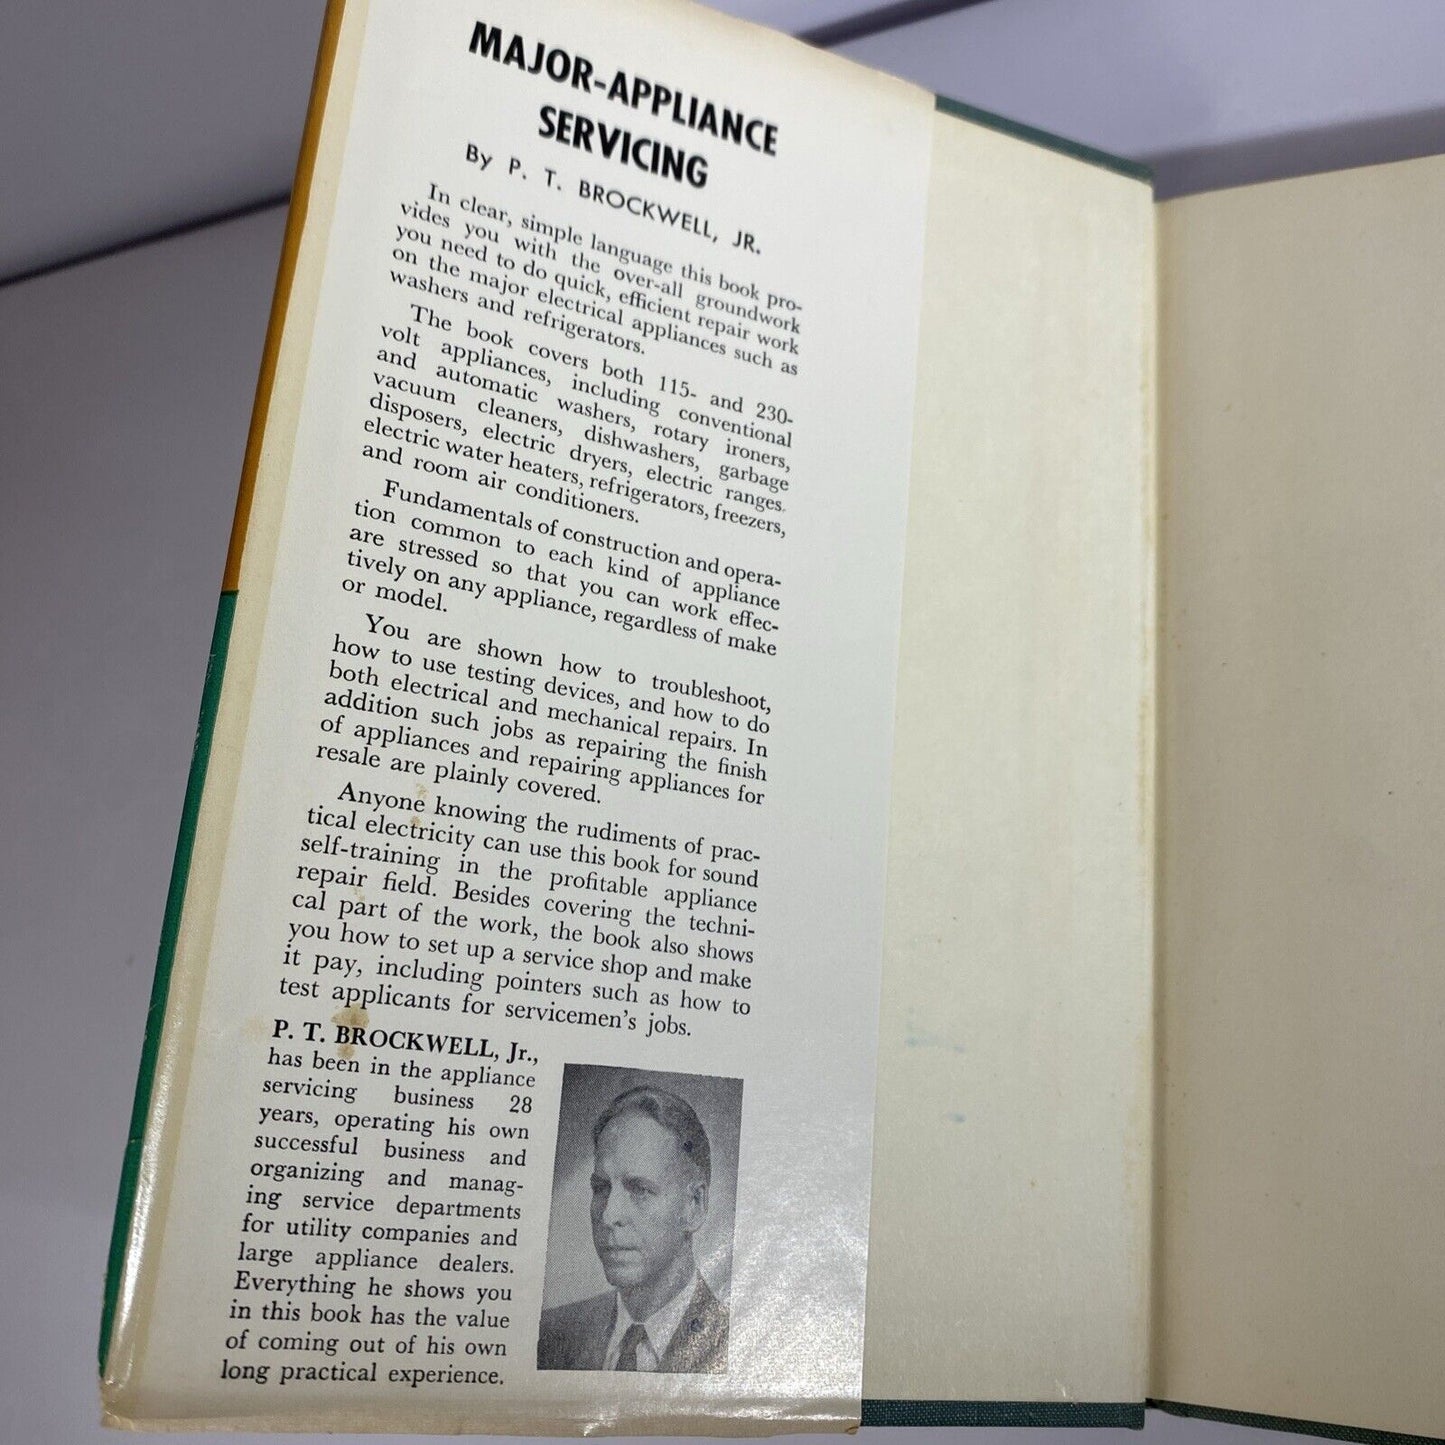 MAJOR-APPLIANCE
SERVICING
By P. T. BROCKWELL, JR.
In clear, simple language this book pro-
vides you with the over-all groundwork
you need to do quick, efficient repair work
on the major electrical appliances such as
washers and refrigerators.
The book covers both 115- and 230-
volt appliances, including conventional
and automatic washers, rotary ironers,
vacuum cleaners, dishwashers, garbage
disposers, electric dryers, electric ranges.
electric water heaters, refrigerators, freezers,
and room air conditioners.
Fundamentals of construction and opera-
tion common to each kind of appliance
are stressed so that you can work effec-
tively on any appliance, regardless of make
or model.
You are shown how to troubleshoot,
how to use testing devices, and how to do
both electrical and mechanical repairs. In
addition such jobs as repairing the finish
of appliances and repairing appliances for
resale are plainly covered.
Anyone knowing the rudiments of prac-
tical electricity can use this book for sound
self-training in the profitable appliance
repair field. Besides covering the techni-
cal part of the work, the book also shows
you how to set up a service shop and make
it pay, including pointers such as how to
test applicants for servicemen's jobs.
P. T. BROCKWELL, Jr.,
has been in the appliance
servicing business 28
years, operating his own
successful business and
organizing and manag-
ing service departments
for utility companies and
large appliance dealers.
Everything he shows you
in this book has the value
of coming out of his own
long practical experience.